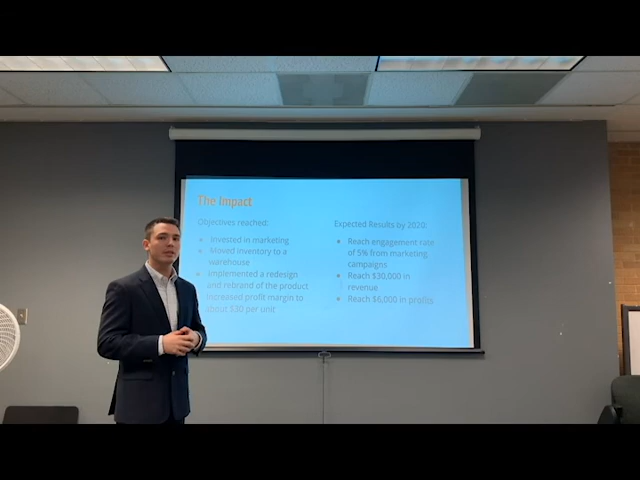 The Impact
Objectives reached:
Invested in marketing
Moved inventory to a
warehouse
Implemented a redesign
and rebrand of the product
Increased profit margin to
about $30 per unit
Expected Results by 2020:
Reach engagement rate
of 5% from marketing
campaigns
Reach $30,000 in
revenue
Reach $6,000 in profits